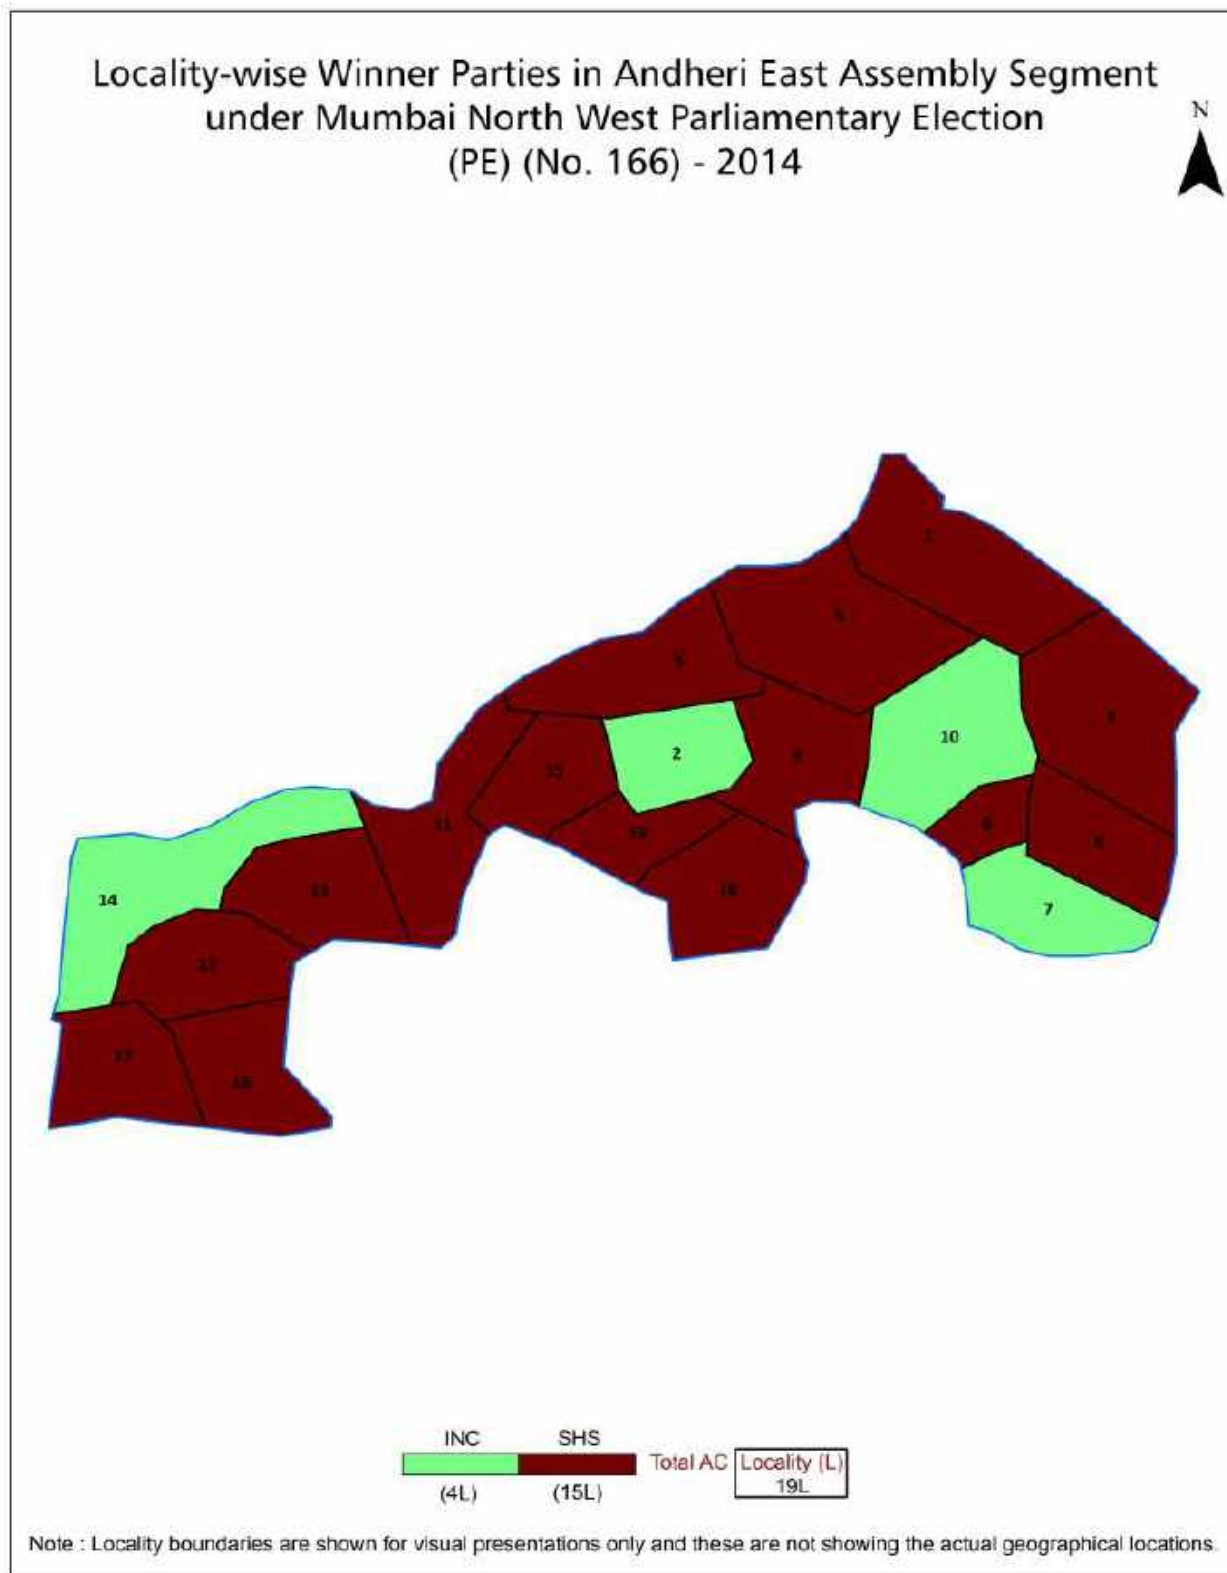 Locality-wise Winner Parties in Andheri East Assembly Segment
under Mumbai North West Parliamentary Election
(PE) (No. 166) - 2014
N
2
10
14
7
INC SHS
Total AC Locality (L)
19L
(4L) (15L)
Note : Locality boundaries are shown for visual presentations only and these are not showing the actual geographical locations.